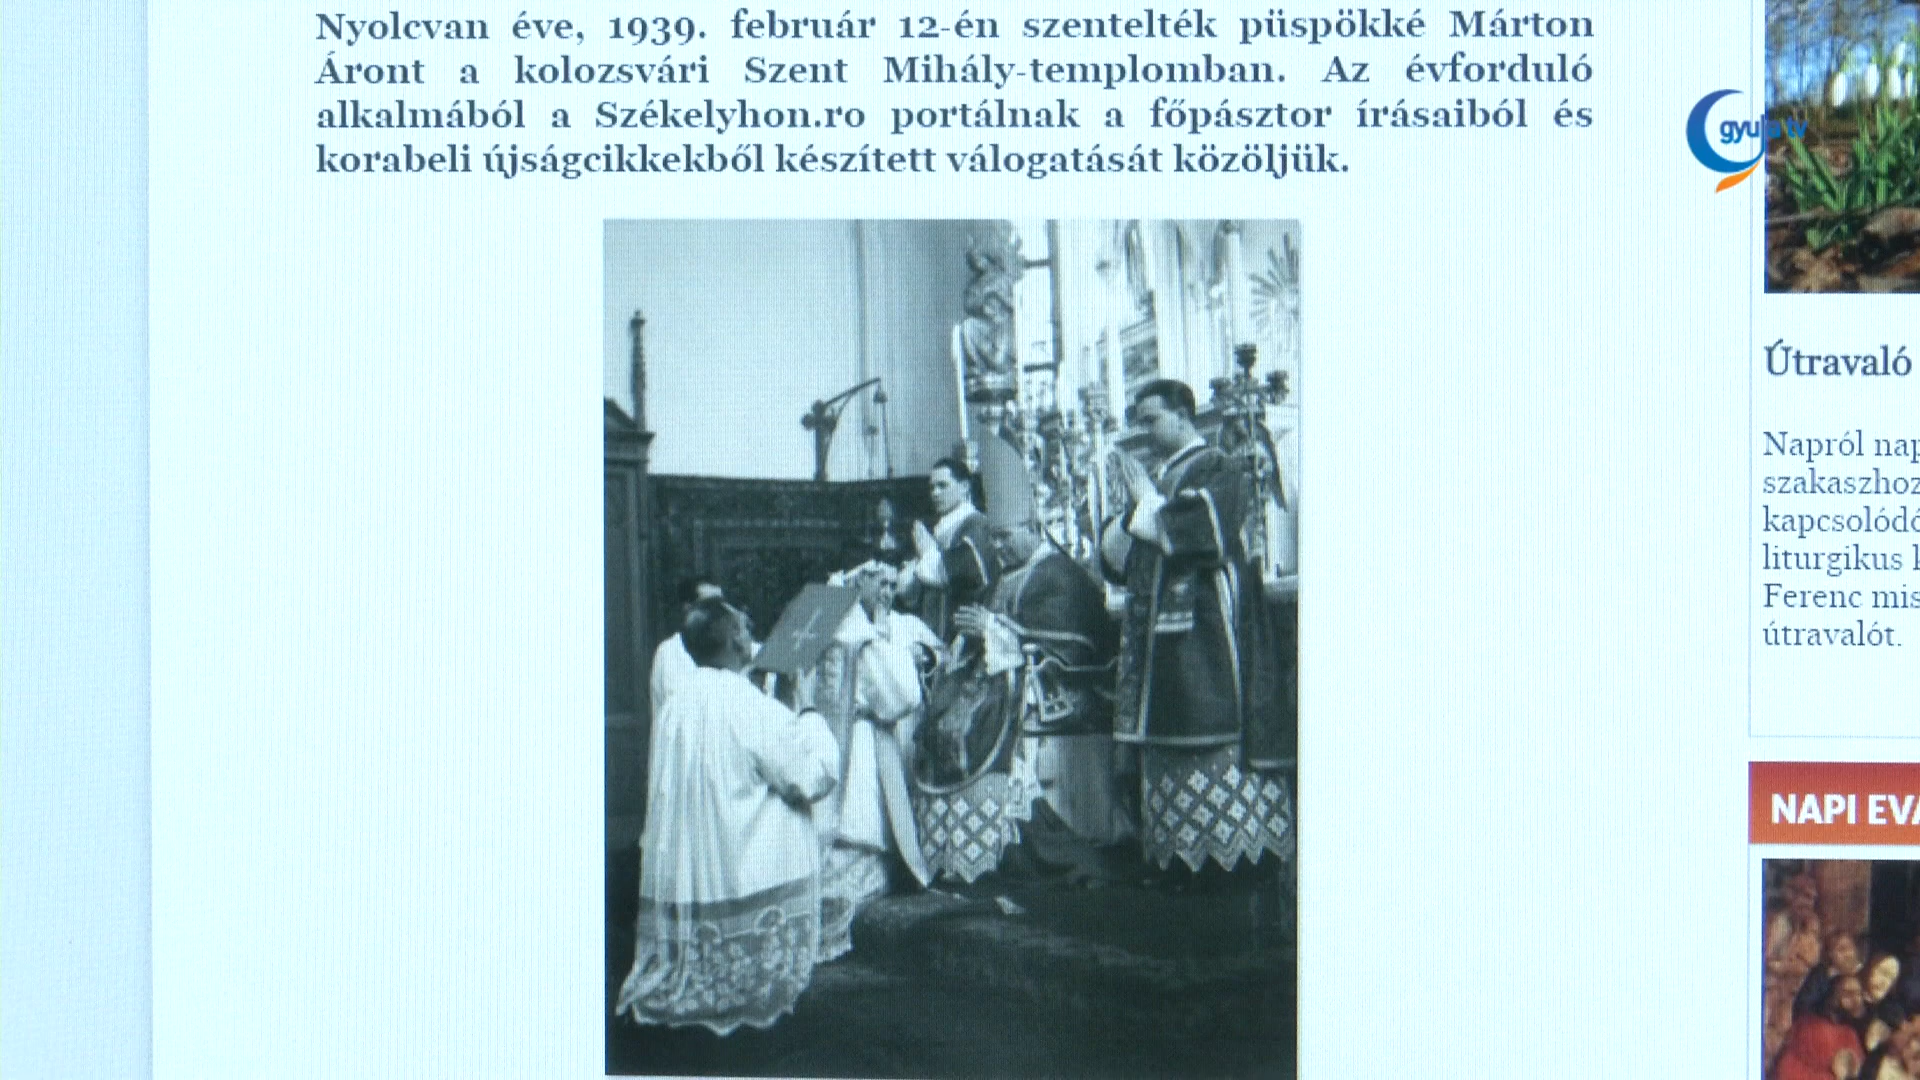 Nyolcvan éve, 1939. február 12-én szentelték püspökké Márton
Áront a kolozsvári Szent Mihály-templomban. Az évforduló
alkalmából a Székelyhon.ro portálnak a főpásztor írásaiból és
korabeli újságcikkekből készített válogatását közöljük.
gyula tv
Útravaló
Napról nap
szakaszhoz
kapcsolódó
liturgikus k
Ferenc mis
útravalót.
NAPI EVA